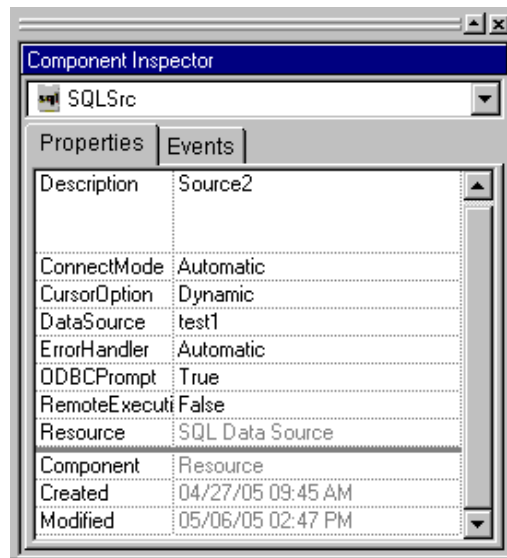 Component Inspector
sql SQLSrc
Properties Events
Description Source2
ConnectMode Automatic
CursorOption Dynamic
DataSource test1
ErrorHandler Automatic
ODBCPrompt True
RemoteExecuti False
Resource SQL Data Source
Component Resource
Created 04/27/05 09:45 AM
Modified 05/06/05 02:47 PM